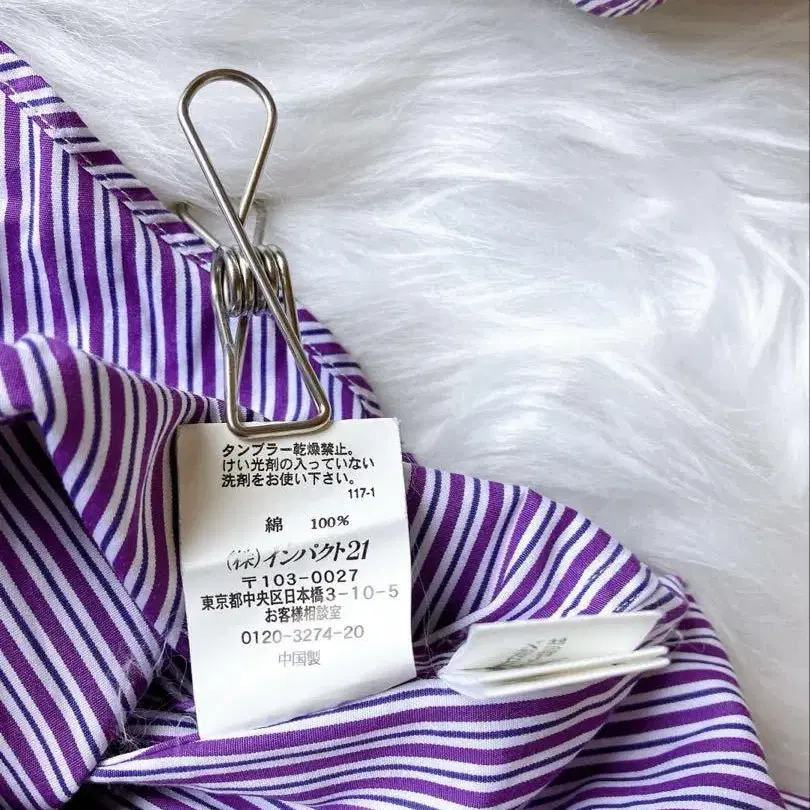 タンブラー乾燥禁止。
けい光剤の入っていない
洗剤をお使い下さい。
117-1
綿 100%
(株)インパクト21
〒103-0027
東京都中央区日本橋3-10-5
お客様相談室
0120-3274-20
中国製